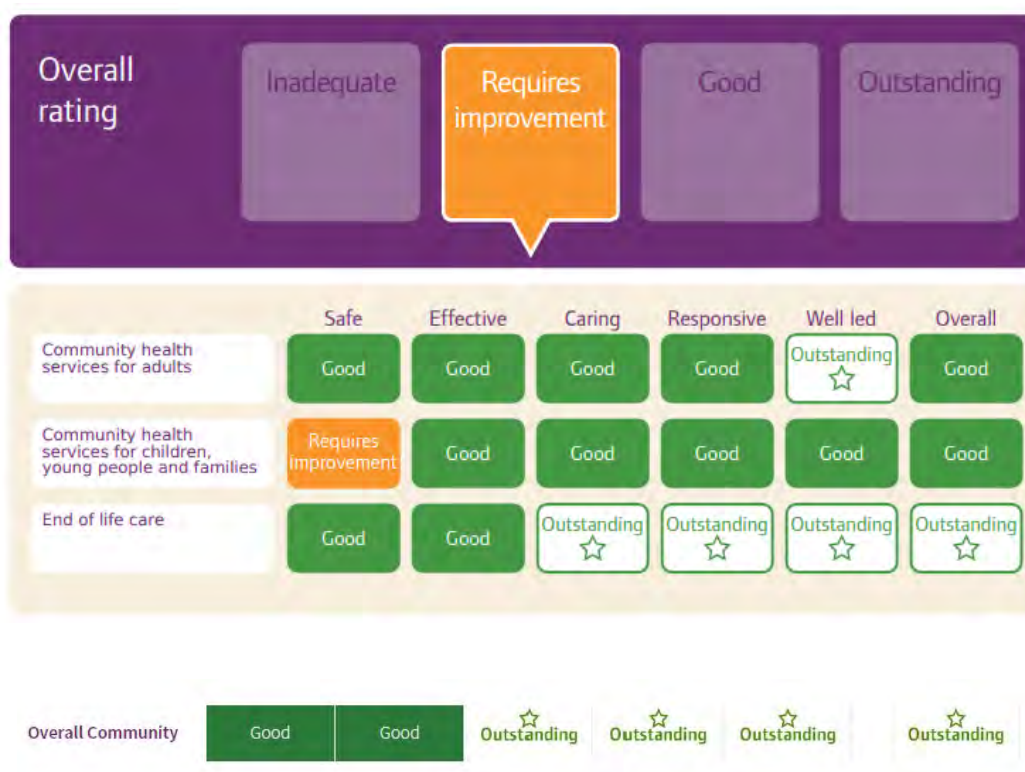 Overall
rating
Inadequate
Requires
improvement
Good
Outstanding
Safe Effective Caring Responsive Well led Overall
Community health
services for adults
Good Good Good Good Outstanding Good
Community health
services for children,
young people and families
Requires
improvement
Good Good Good Good Good
End of life care
Good Good Outstanding Outstanding Outstanding Outstanding
Overall Community Good Good Outstanding Outstanding Outstanding Outstanding